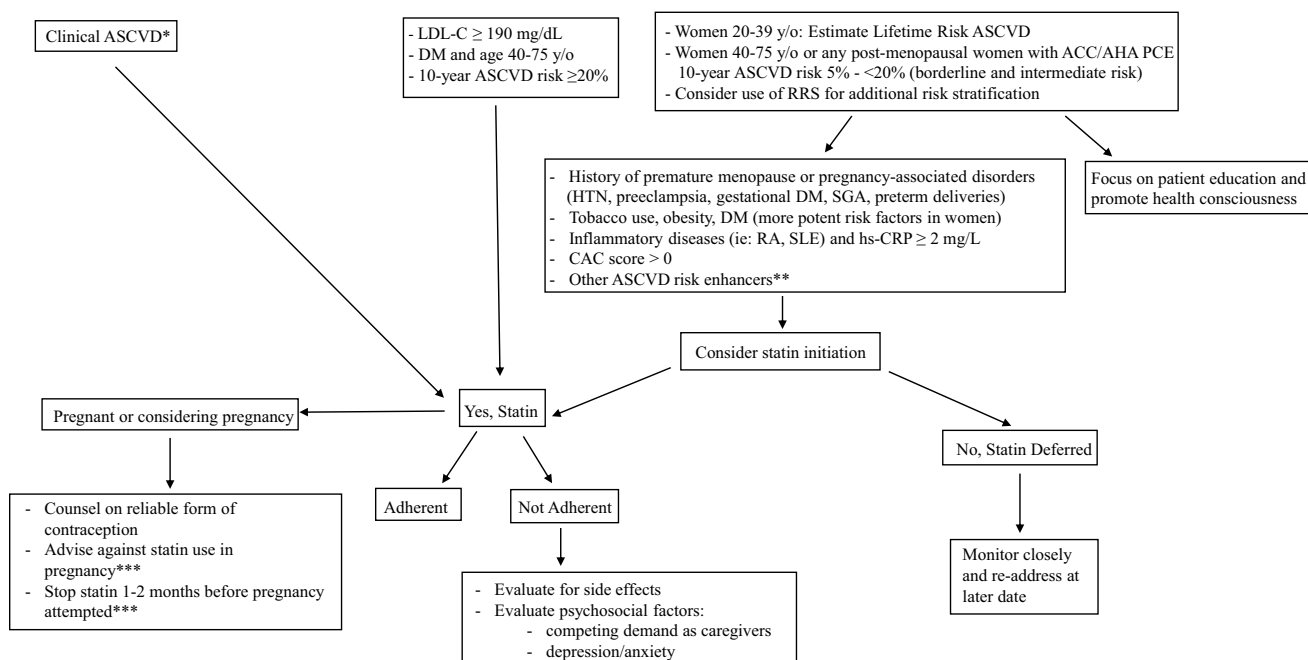 Clinical ASCVD*
- LDL-C ≥ 190 mg/dL
- DM and age 40-75 y/o
- 10-year ASCVD risk ≥20%
- Women 20-39 y/o: Estimate Lifetime Risk ASCVD
- Women 40-75 y/o or any post-menopausal women with ACC/AHA PCE
10-year ASCVD risk 5% - <20% (borderline and intermediate risk)
- Consider use of RRS for additional risk stratification
- History of premature menopause or pregnancy-associated disorders
(HTN, preeclampsia, gestational DM, SGA, preterm deliveries)
- Tobacco use, obesity, DM (more potent risk factors in women)
- Inflammatory diseases (ie: RA, SLE) and hs-CRP ≥ 2 mg/L
- CAC score > 0
- Other ASCVD risk enhancers**
Focus on patient education and
promote health consciousness
Consider statin initiation
Yes, Statin
Pregnant or considering pregnancy
No, Statin Deferred
Adherent
Not Adherent
- Counsel on reliable form of
contraception
- Advise against statin use in
pregnancy***
- Stop statin 1-2 months before pregnancy
attempted***
- Evaluate for side effects
- Evaluate psychosocial factors:
- competing demand as caregivers
- depression/anxiety
Monitor closely
and re-address at
later date